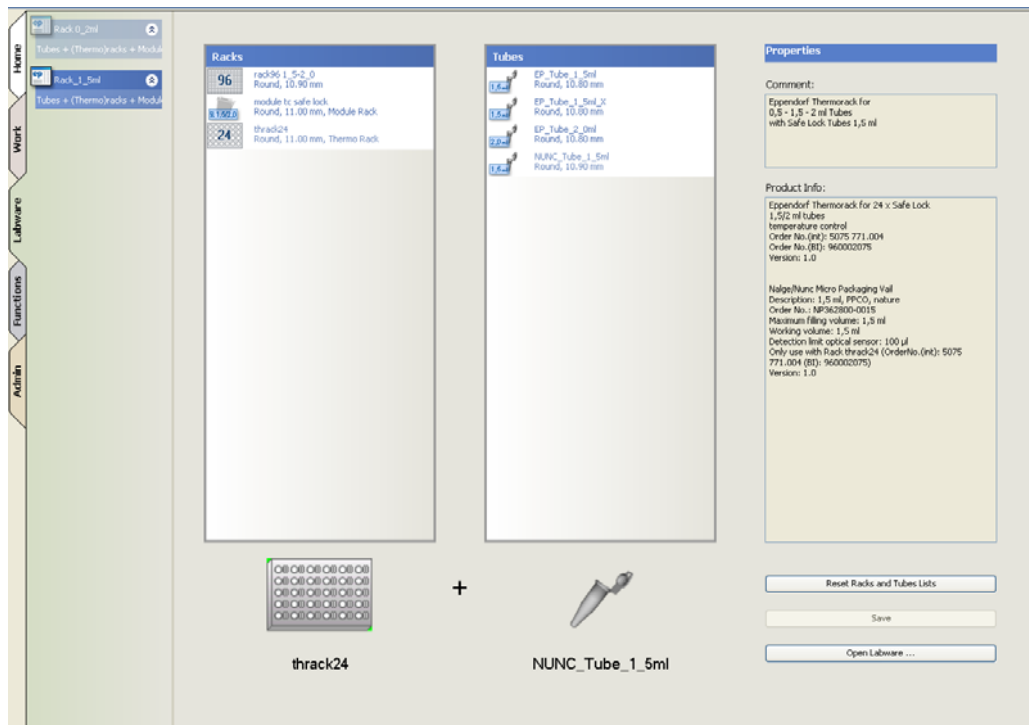 Home
Work
Labware
Functions
Admin
Rack 0_2ml
Tubes + (Thermo)racks + Modul
Rack_1_5ml
Tubes + (Thermo)racks + Modul
Racks
96
rack96 1_5-2_0
Round, 10.90 mm
module tc safe lock
Round, 11.00 mm, Module Rack
24
thrack24
Round, 11.00 mm, Thermo Rack
Tubes
1,5
EP_Tube_1_5ml
Round, 10.80 mm
1,5
EP_Tube_1_5ml_X
Round, 10.80 mm
2,0
EP_Tube_2_0ml
Round, 10.80 mm
1,5
NUNC_Tube_1_5ml
Round, 10.90 mm
thrack24
+
NUNC_Tube_1_5ml
Properties
Comment:
Eppendorf Thermorack for
0,5 - 1,5 - 2 ml Tubes
with Safe Lock Tubes 1,5 ml
Product Info:
Eppendorf Thermorack for 24 x Safe Lock
1,5/2 ml tubes
temperature control
Order No.(int): 5075 771.004
Order No.(BI): 960002075
Version: 1.0
Nalge/Nunc Micro Packaging Vail
Description: 1,5 ml, PPCO, nature
Order No.: NP362800-0015
Maximum filling volume: 1,5 ml
Working volume: 1,5 ml
Detection limit optical sensor: 100 µl
Only use with Rack thrack24 (OrderNo.(int): 5075
771.004 (BI): 960002075)
Version: 1.0
Reset Racks and Tubes Lists
Save
Open Labware ...